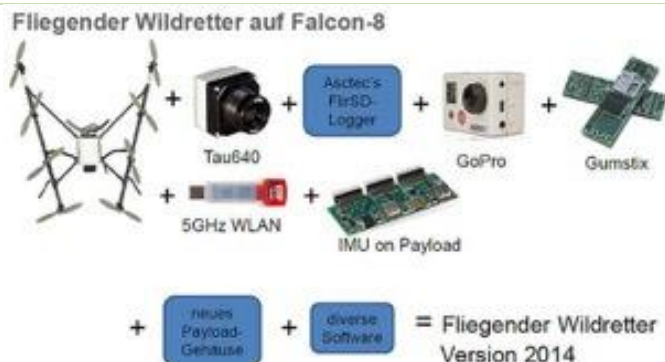 Fliegender Wildretter auf Falcon-8
+
+
Asctec's
FlirSD-
Logger
+
+
Tau640
GoPro
Gumstix
+
+
5GHz WLAN
IMU on Payload
+
neues
Payload-
Gehäuse
+
diverse
Software
= Fliegender Wildretter
Version 2014